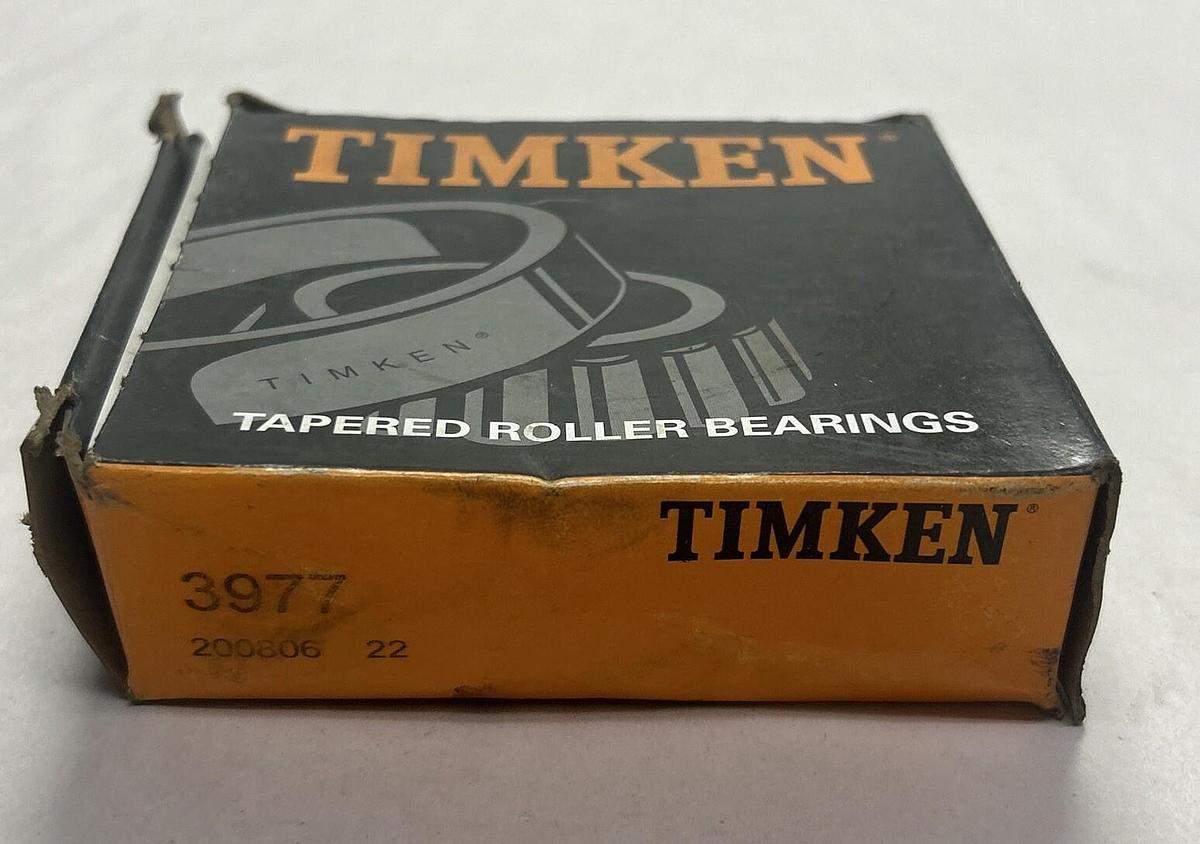 TIMKEN®
TIMKEN®
TAPERED ROLLER BEARINGS
TIMKEN®
3977
200806 22